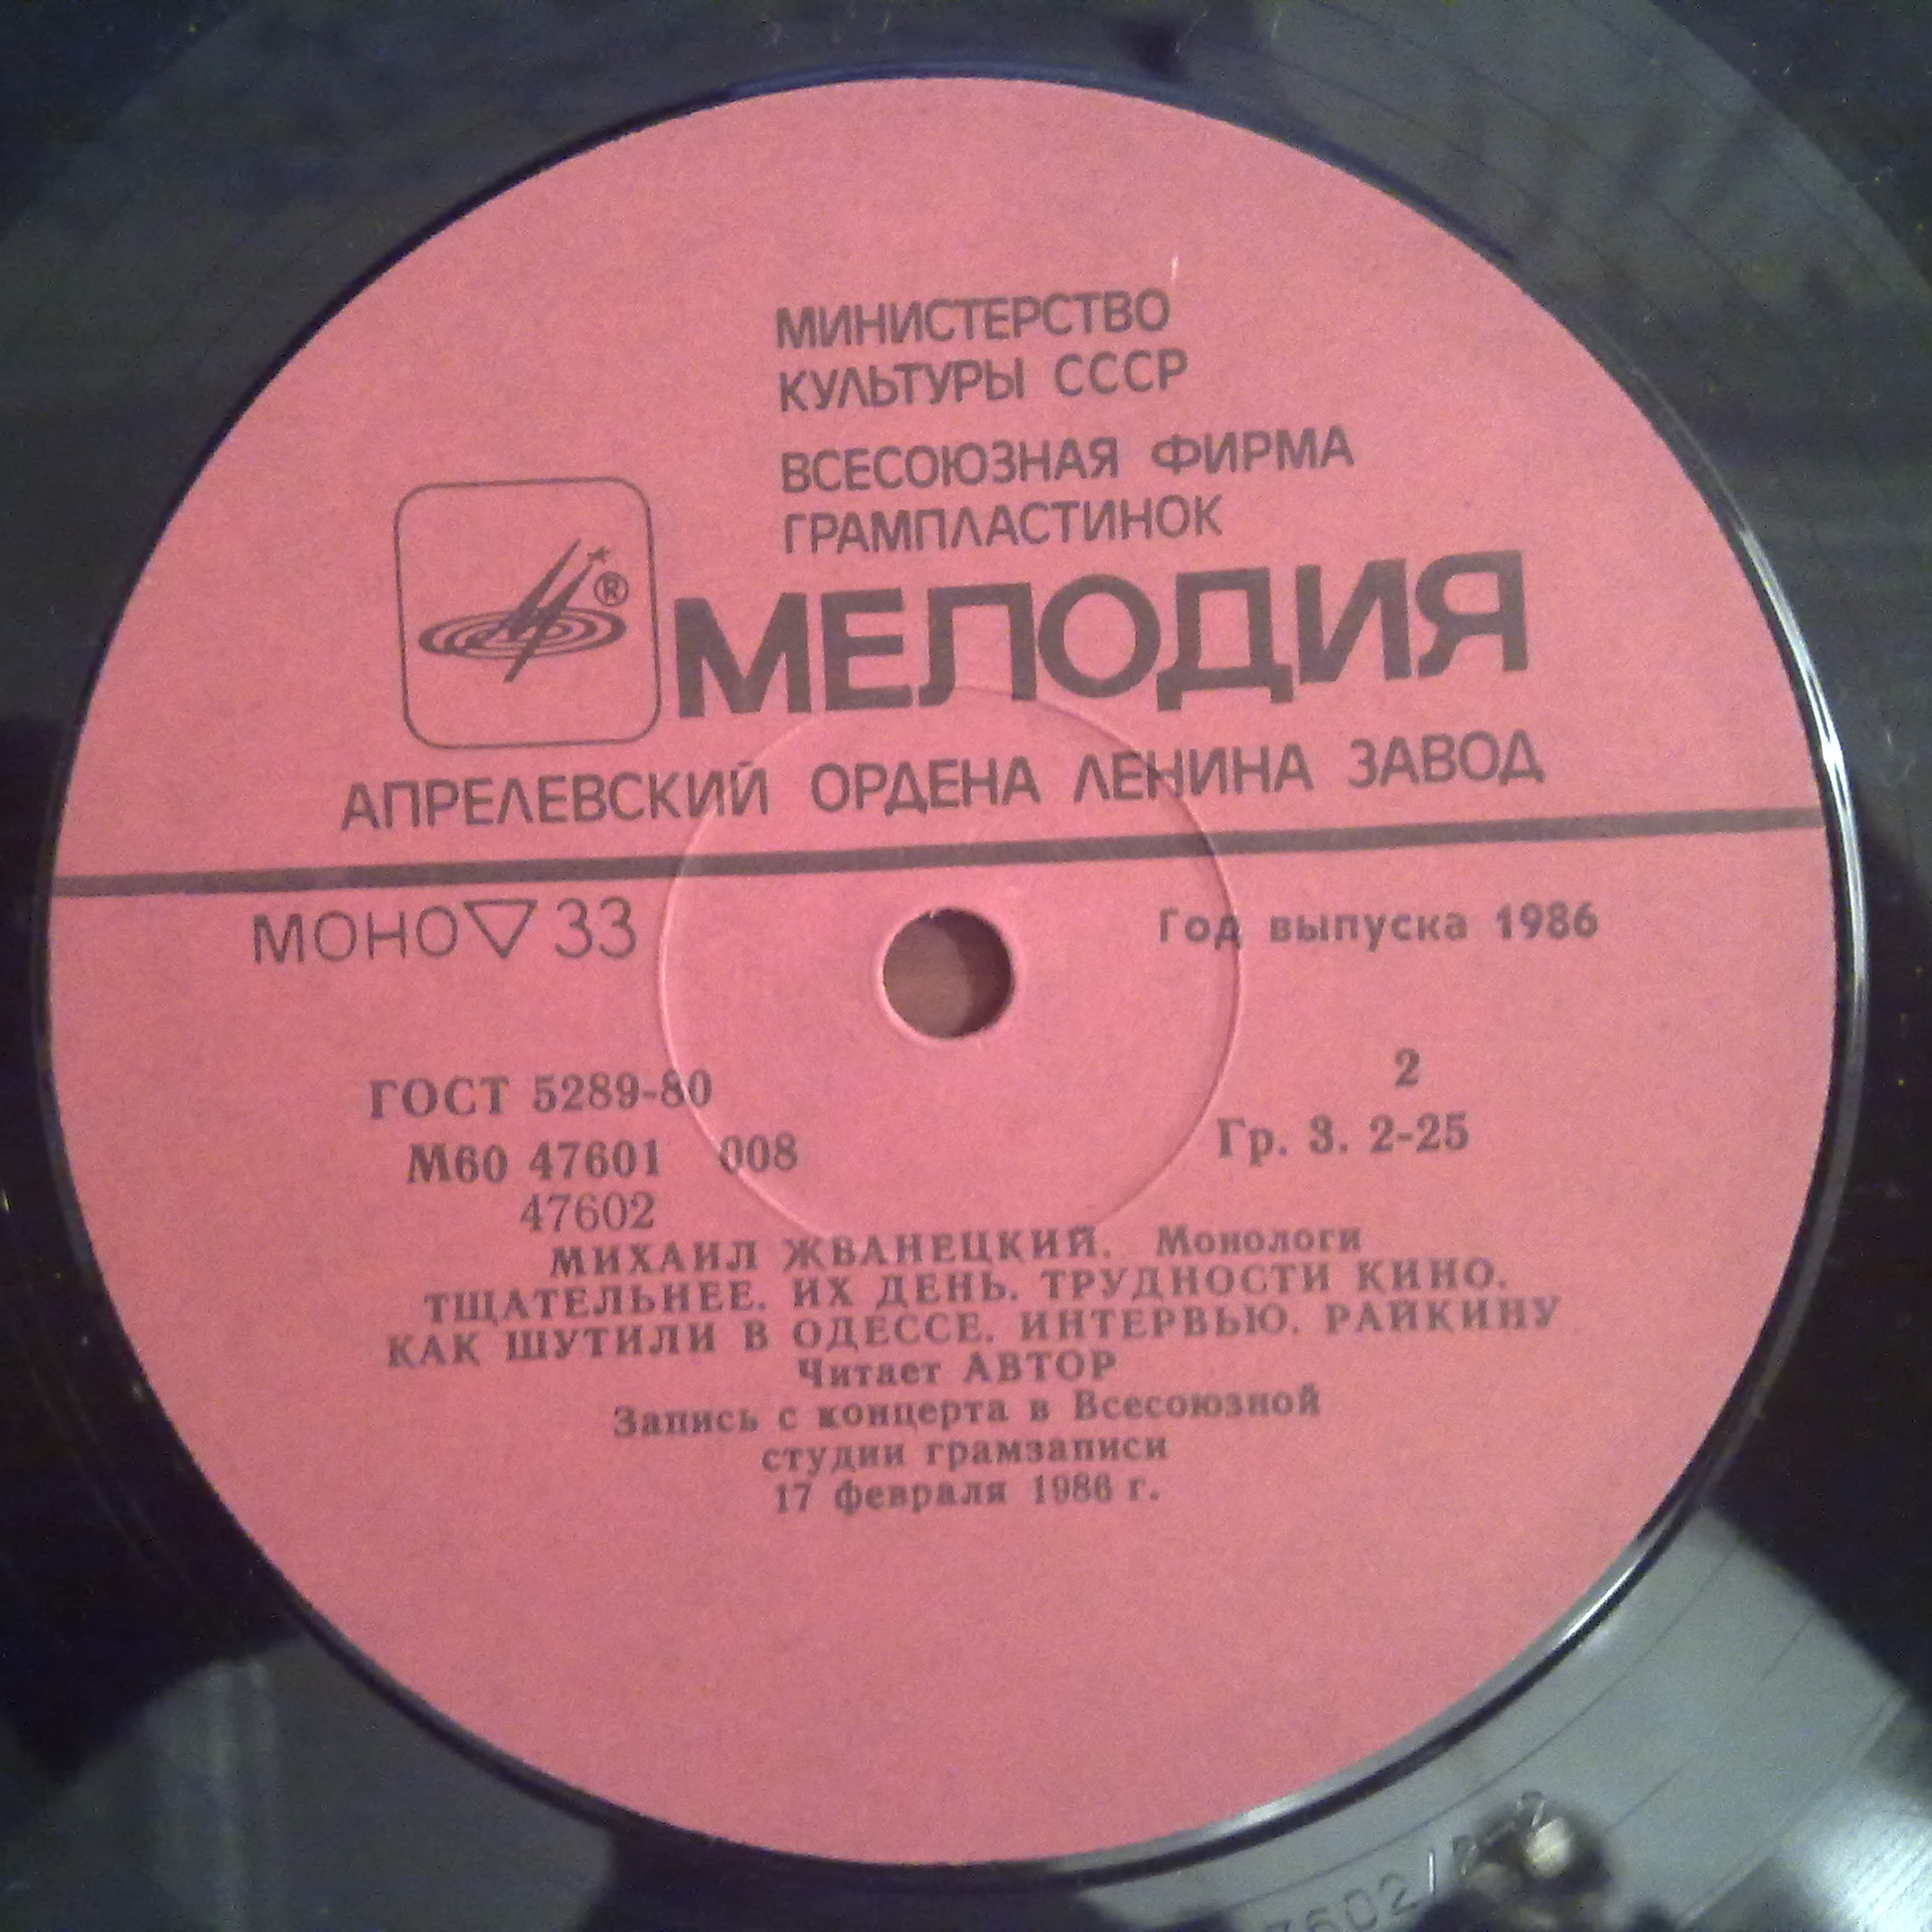 МИНИСТЕРСТВО
КУЛЬТУРЫ СССР
ВСЕСОЮЗНАЯ ФИРМА
ГРАМПЛАСТИНОК
®
МЕЛОДИЯ
АПРЕЛЕВСКИЙ ОРДЕНА ЛЕНИНА ЗАВОД
МОНО ▽ 33
Год выпуска 1986
ГОСТ 5289-80
2
М60 47601 008
Гр. 3. 2-25
47602
МИХАИЛ ЖВАНЕЦКИЙ. Монологи
ТЩАТЕЛЬНЕЕ. ИХ ДЕНЬ. ТРУДНОСТИ КИНО.
КАК ШУТИЛИ В ОДЕССЕ. ИНТЕРВЬЮ. РАЙКИНУ
Читает АВТОР
Запись с концерта в Всесоюзной
студии грамзаписи
17 февраля 1986 г.